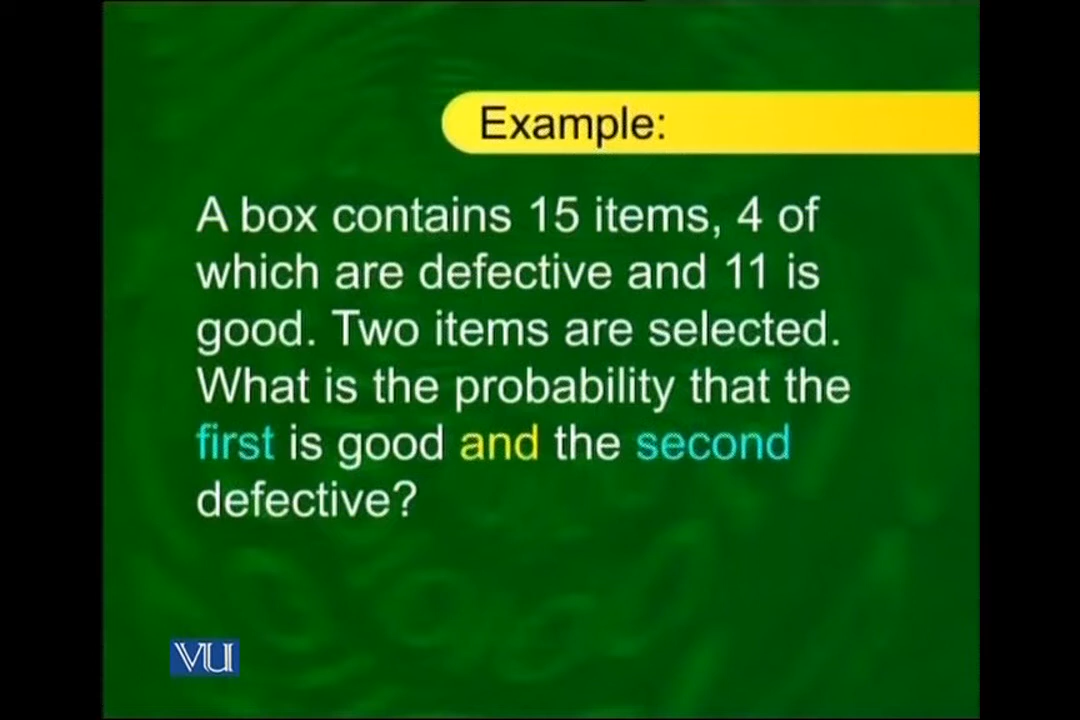 Example:
A box contains 15 items, 4 of
which are defective and 11 is
good. Two items are selected.
What is the probability that the
first is good and the second
defective?
VU